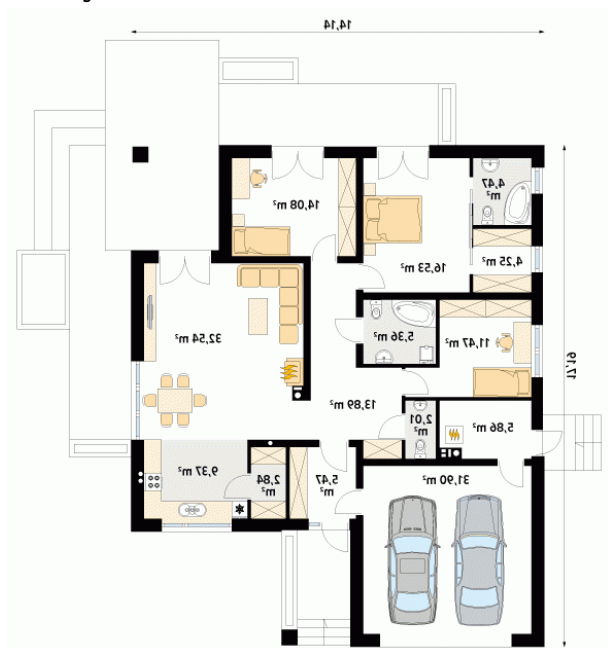 14,14
4,47
m²
14,08 m²
16,53 m²
4,25 m²
32,54 m²
5,36 m²
11,47 m²
13,89 m²
2,01
m²
5,86 m²
9,37 m²
2,84
m²
5,47
m²
31,90 m²